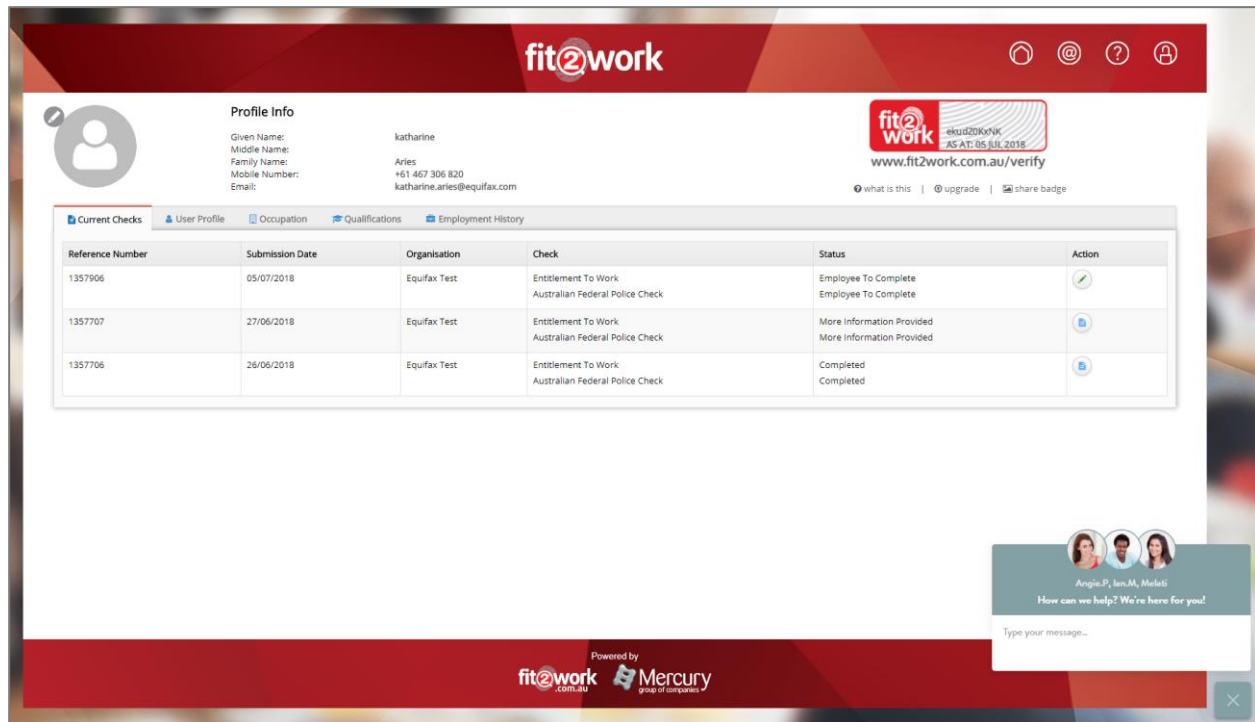 fit2work
Profile Info
Given Name: katharine
Middle Name:
Family Name: Aries
Mobile Number: +61 467 306 820
Email: katharine.aries@equifax.com
fit2work
ekud20KxNK
AS AT: 05 JUL 2018
www.fit2work.com.au/verify
what is this | upgrade | share badge
Current Checks User Profile Occupation Qualifications Employment History
Reference Number Submission Date Organisation Check Status Action
1357906 05/07/2018 Equifax Test Entitlement To Work Employee To Complete
Australian Federal Police Check Employee To Complete
1357707 27/06/2018 Equifax Test Entitlement To Work More Information Provided
Australian Federal Police Check More Information Provided
1357706 26/06/2018 Equifax Test Entitlement To Work Completed
Australian Federal Police Check Completed
Angie.P, Ian.M, Meleti
How can we help? We're here for you!
Type your message...
Powered by
fit2work .com.au Mercury group of companies